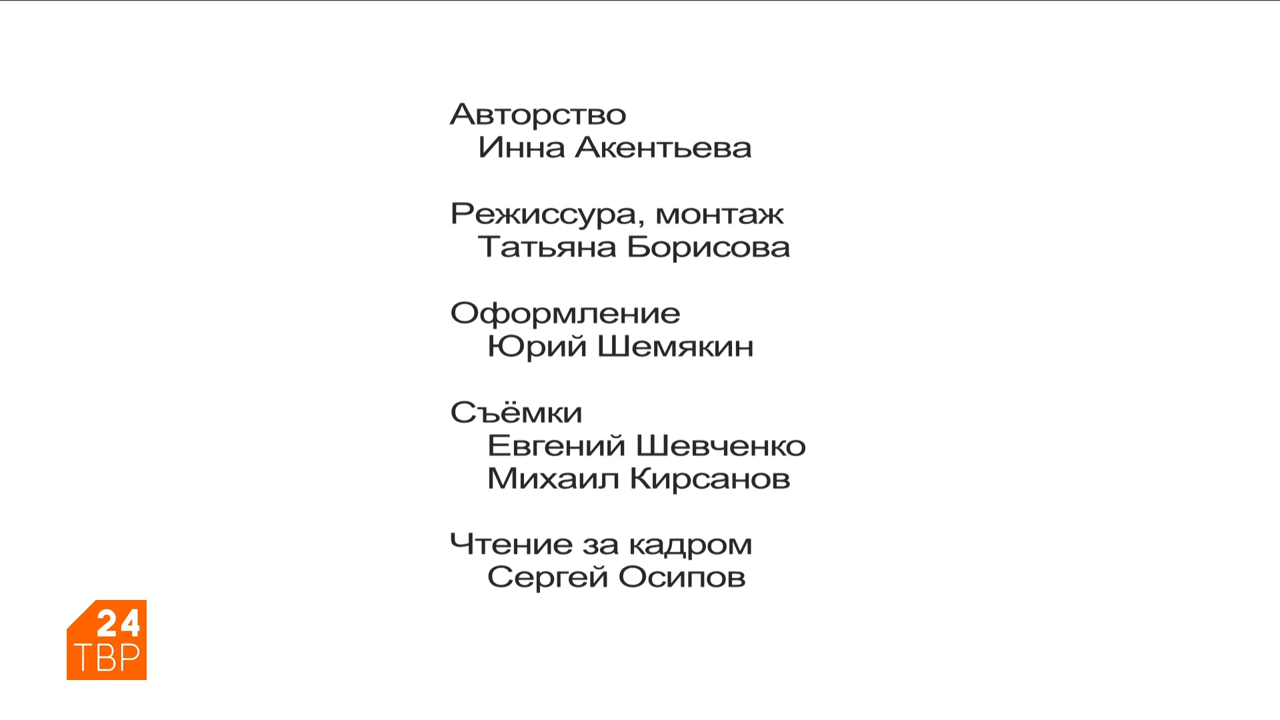 Авторство
Инна Акентьева
Режиссура, монтаж
Татьяна Борисова
Оформление
Юрий Шемякин
Съёмки
Евгений Шевченко
Михаил Кирсанов
Чтение за кадром
Сергей Осипов
24
ТВР